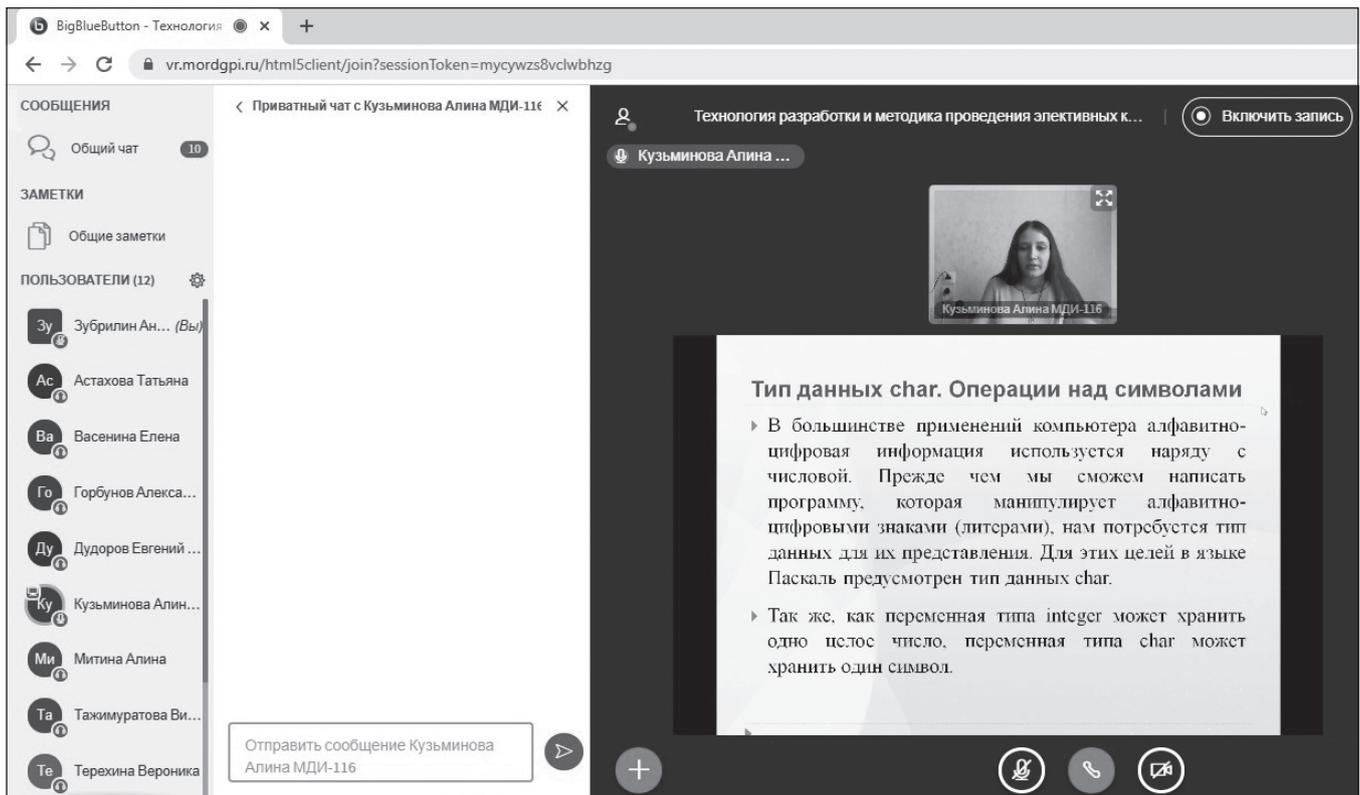 BigBlueButton - Технология
vr.mordgpi.ru/html5client/join?sessionToken=mycywzs8vclwbhzg
СООБЩЕНИЯ
Общий чат 10
ЗАМЕТКИ
Общие заметки
ПОЛЬЗОВАТЕЛИ (12)
Зу Зубрилин Ан... (Вы)
Ас Астахова Татьяна
Ва Васенина Елена
Го Горбунов Алекса...
Ду Дудоров Евгений ...
Ку Кузьминова Алин...
Ми Митина Алина
Та Тажимуратова Ви...
Те Терехина Вероника
Приватный чат с Кузьминова Алина МДИ-116
Отправить сообщение Кузьминова
Алина МДИ-116
Технология разработки и методика проведения элективных к...
Включить запись
Кузьминова Алина ...
Кузьминова Алина МДИ-116
Тип данных char. Операции над символами
В большинстве применений компьютера алфавитно-
цифровая информация используется наряду с
числовой. Прежде чем мы сможем написать
программу, которая манипулирует алфавитно-
цифровыми знаками (литерами), нам потребуется тип
данных для их представления. Для этих целей в языке
Паскаль предусмотрен тип данных char.
Так же, как переменная типа integer может хранить
одно целое число, переменная типа char может
хранить один символ.